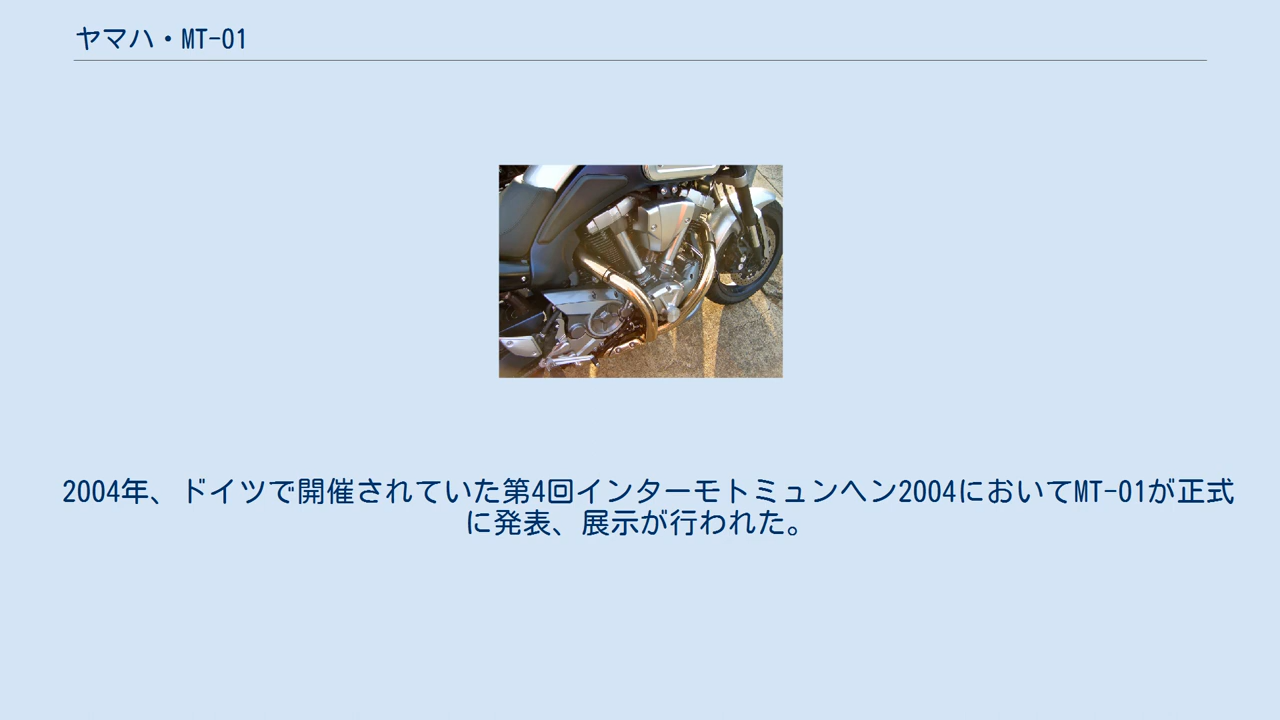 ヤマハ・MT-01
2004年、ドイツで開催されていた第4回インターモトミュンヘン2004においてMT-01が正式
に発表、展示が行われた。